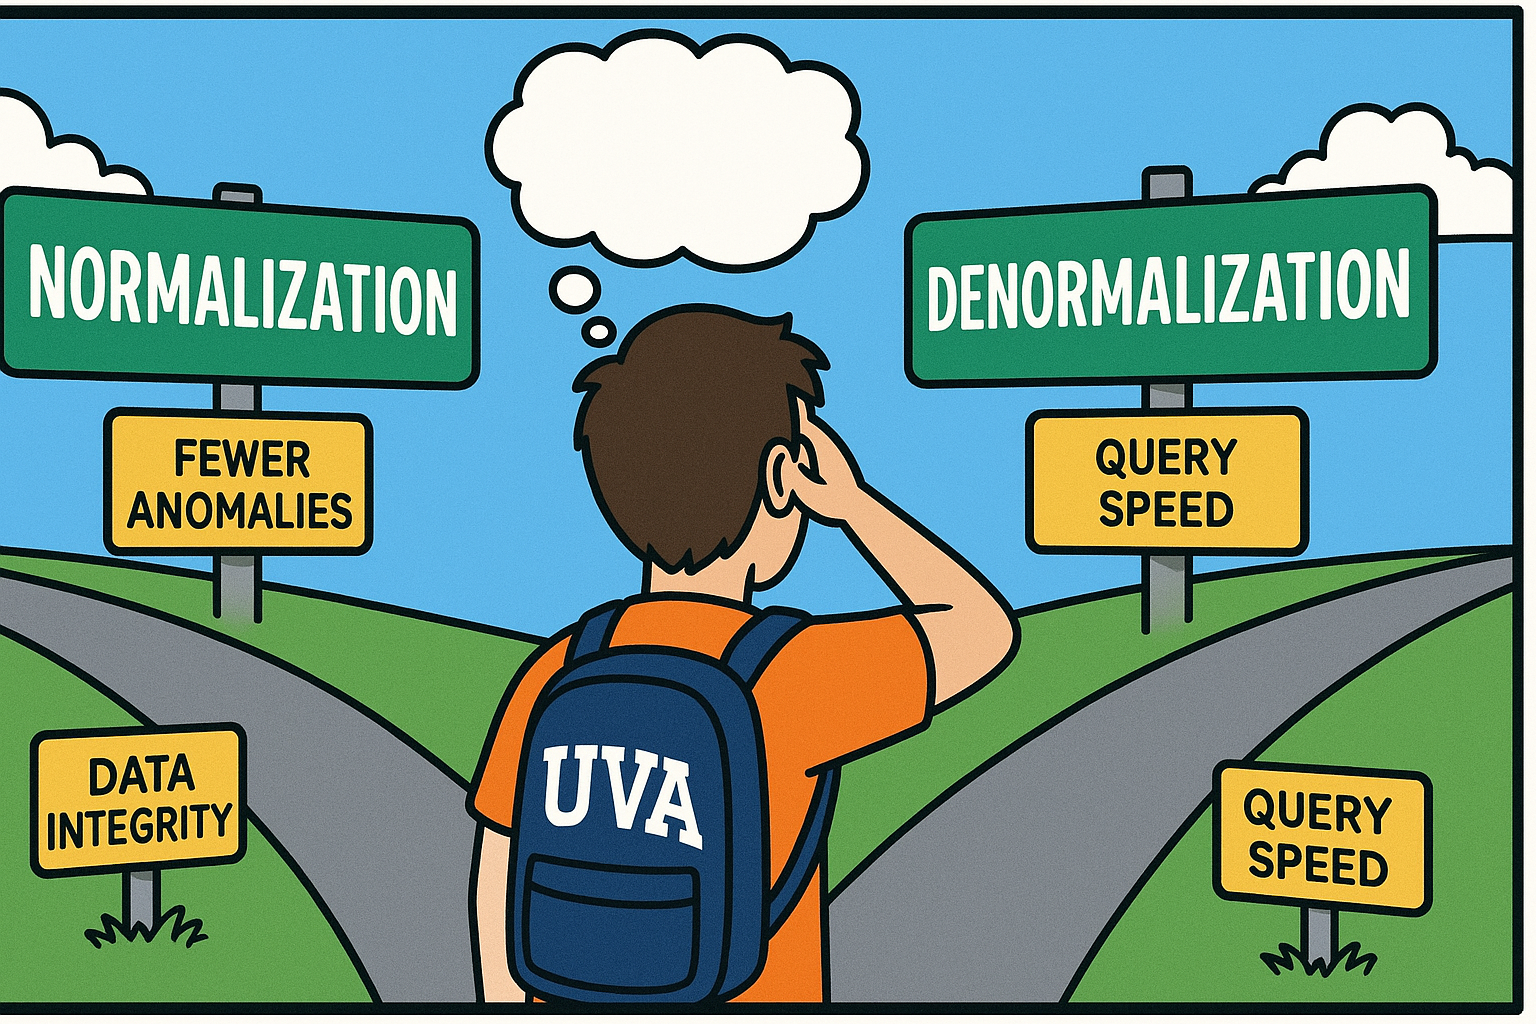 NORMALIZATION
FEWER
ANOMALIES
DATA
INTEGRITY
UVA
DENORMALIZATION
QUERY
SPEED
QUERY
SPEED